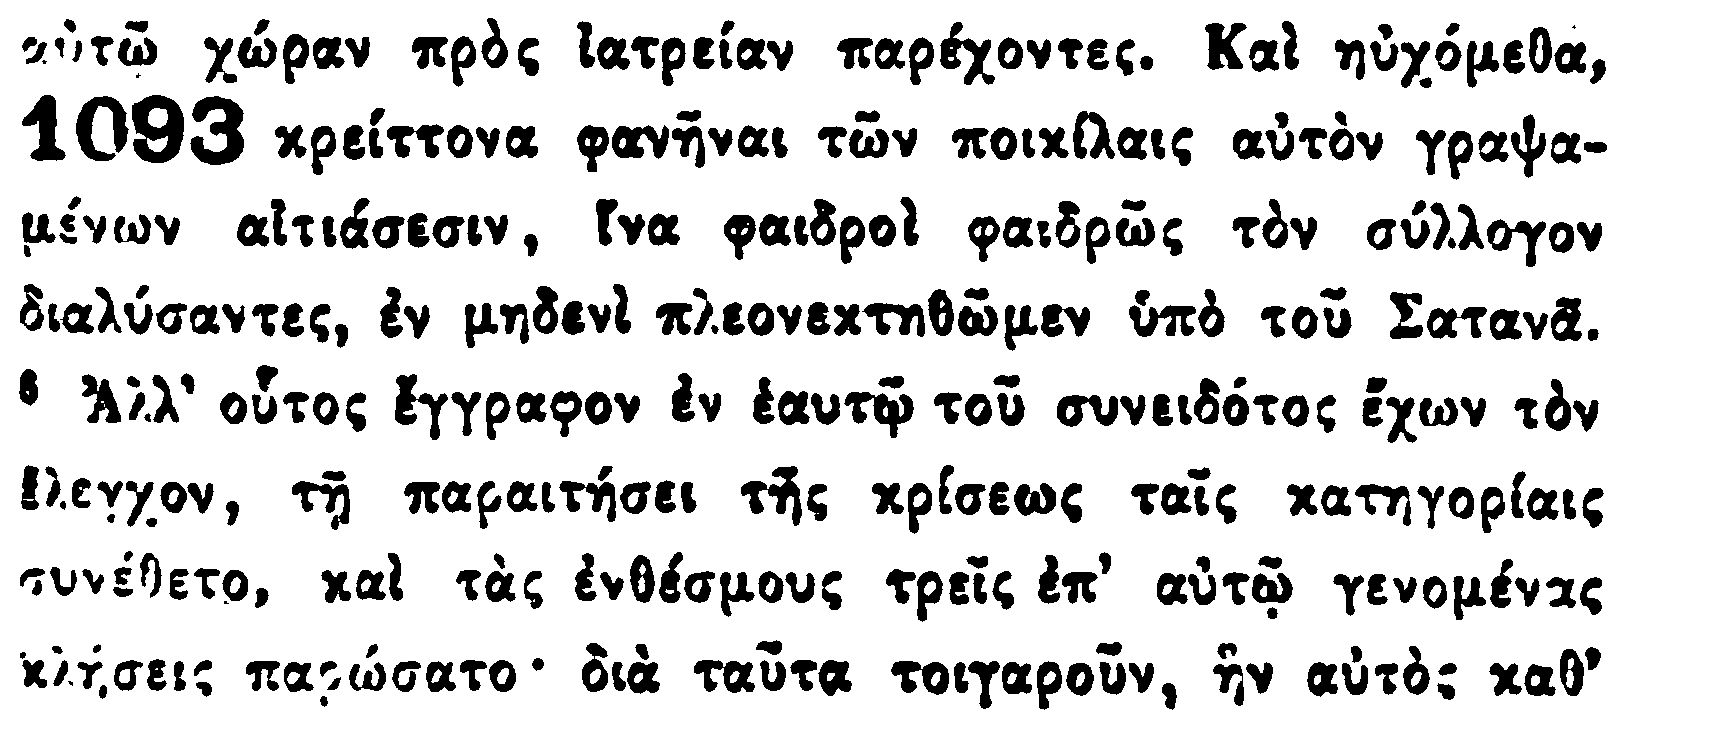 αὐτῷ χώραν πρὸς ἰατρείαν παρέχοντες. Καὶ ηὐχόμεθα,
1093 κρείττονα φανῆναι τῶν ποικίλαις αὐτὸν γραψα-
μένων αἰτιάσεσιν, ἵνα φαιδροὶ φαιδρῶς τὸν σύλλογον
διαλύσαντες, ἐν μηδενὶ πλεονεκτηθῶμεν ὑπὸ τοῦ Σατανᾶ.
6 Ἀλλ' οὗτος ἔγγραφον ἐν ἑαυτῷ τοῦ συνειδότος ἔχων τὸν
ἔλεγχον, τῇ παραιτήσει τῆς κρίσεως ταῖς κατηγορίαις
συνέθετο, καὶ τὰς ἐνθέσμους τρεῖς ἐπ' αὐτῷ γενομένας
κλήσεις παρώσατο· διὰ ταῦτα τοιγαροῦν, ἣν αὐτὸς καθ'